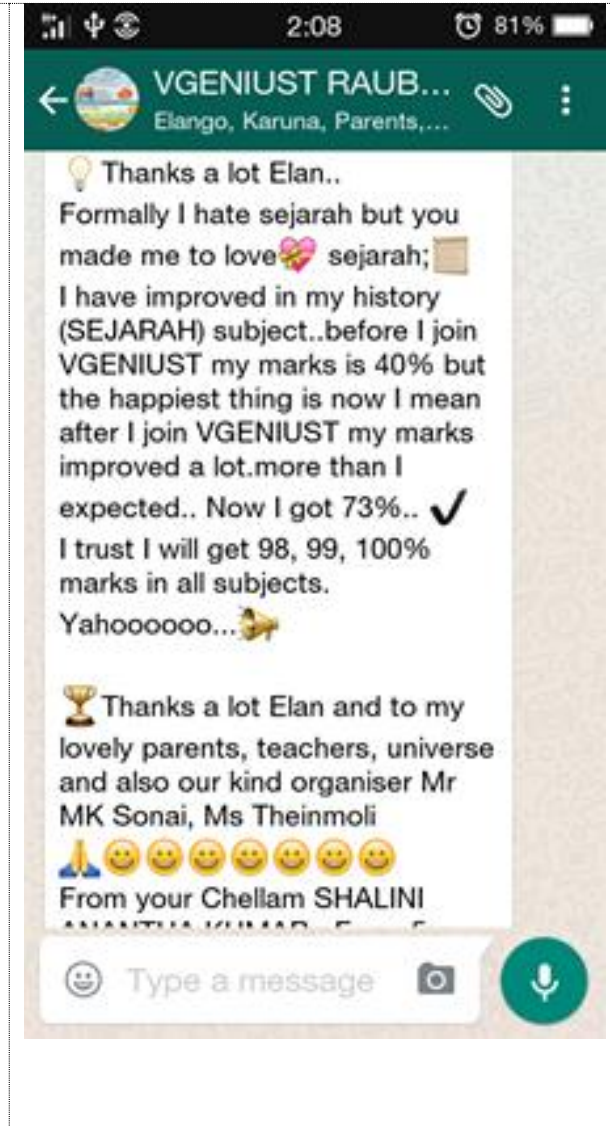 2:08
81%
VGENIUST RAUB...
Elango, Karuna, Parents,...
Thanks a lot Elan..
Formally I hate sejarah but you
made me to love sejarah;
I have improved in my history
(SEJARAH) subject..before I join
VGENIUST my marks is 40% but
the happiest thing is now I mean
after I join VGENIUST my marks
improved a lot.more than I
expected.. Now I got 73%..
I trust I will get 98, 99, 100%
marks in all subjects.
Yahoooooo...
Thanks a lot Elan and to my
lovely parents, teachers, universe
and also our kind organiser Mr
MK Sonai, Ms Theinmoli
From your Chellam SHALINI
Type a message